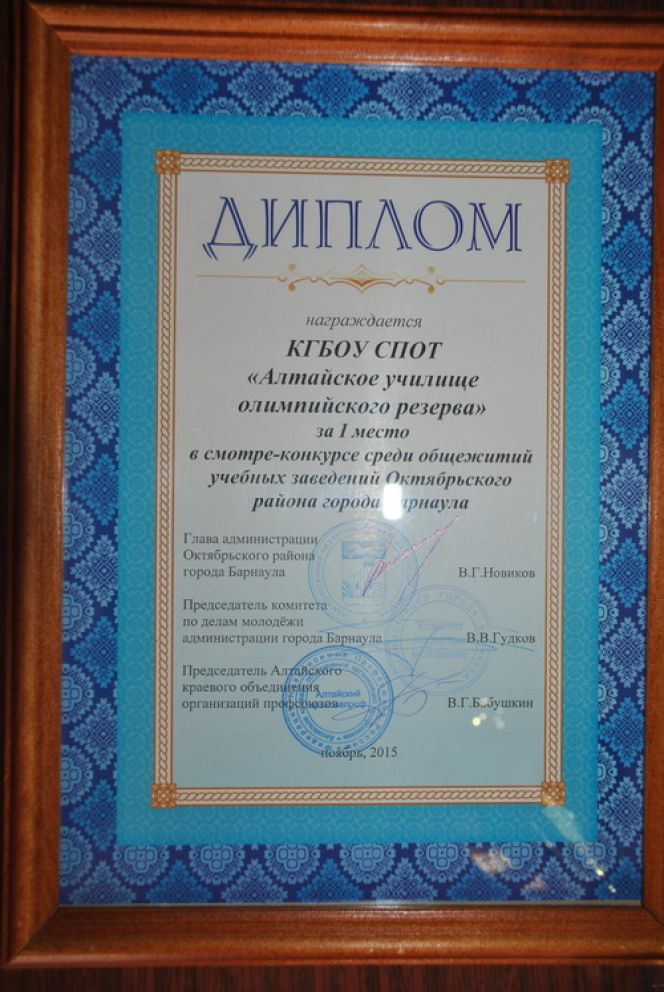 ДИПЛОМ
награждается
КГБОУ СПОТ
«Алтайское училище
олимпийского резерва»
за I место
в смотре-конкурсе среди общежитий
учебных заведений Октябрьского
района города Барнаула
Глава администрации
Октябрьского района
города Барнаула В.Г.Новиков
Председатель комитета
по делам молодёжи
администрации города Барнаула В.В.Гудков
Председатель Алтайского
краевого объединения
организаций профсоюзов В.Г.Бабушкин
Алтайский
ноябрь, 2015